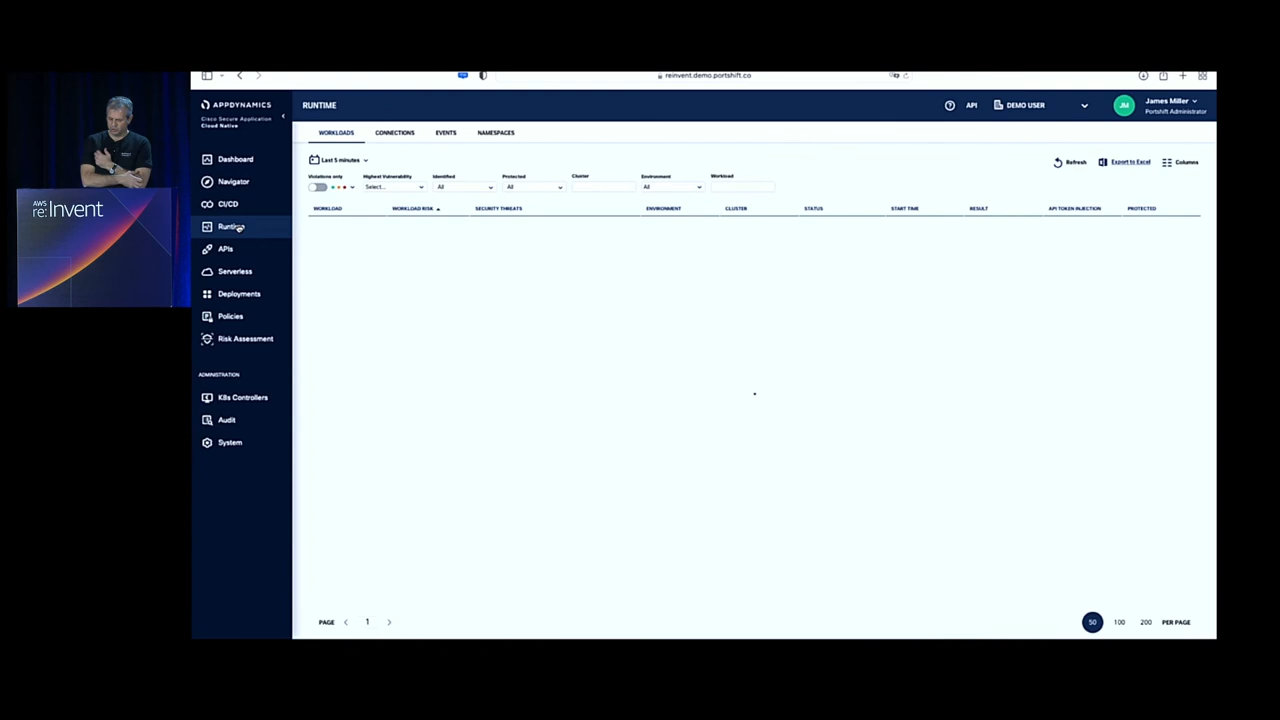 reinvent.demo.portshift.co
APPDYNAMICS
Cisco Secure Application
Cloud Native
RUNTIME
API
DEMO USER
JM
James Miller
Portshift Administrator
WORKLOADS
CONNECTIONS
EVENTS
NAMESPACES
Dashboard
Navigator
CI/CD
Runtime
APIs
Serverless
Deployments
Policies
Risk Assessment
ADMINISTRATION
K8s Controllers
Audit
System
Last 5 minutes
Refresh
Export to Excel
Columns
Violations only
Highest Vulnerability
Identified
Protected
Cluster
Environment
Workload
Select...
All
All
All
WORKLOAD
WORKLOAD RISK
SECURITY THREATS
ENVIRONMENT
CLUSTER
STATUS
START TIME
RESULT
API TOKEN INJECTION
PROTECTED
PAGE
1
50
100
200
PER PAGE
AWS
re:Invent